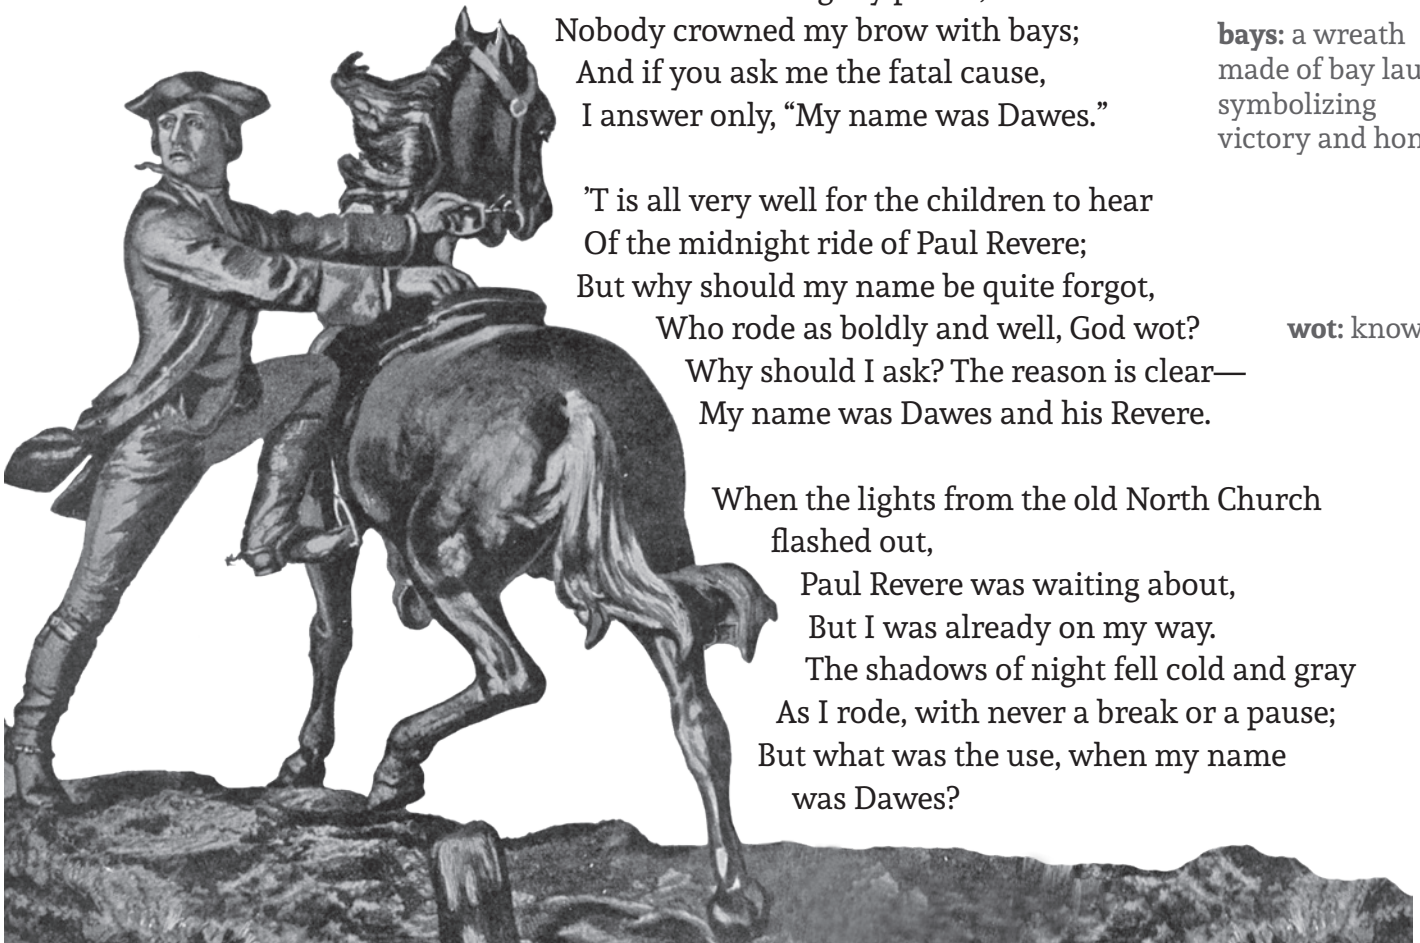 Nobody crowned my brow with bays;
And if you ask me the fatal cause,
I answer only, “My name was Dawes.”
’T is all very well for the children to hear
Of the midnight ride of Paul Revere;
But why should my name be quite forgot,
Who rode as boldly and well, God wot?
Why should I ask? The reason is clear—
My name was Dawes and his Revere.
When the lights from the old North Church
flashed out,
Paul Revere was waiting about,
But I was already on my way.
The shadows of night fell cold and gray
As I rode, with never a break or a pause;
But what was the use, when my name
was Dawes?
bays: a wreath
made of bay
symbolizing
victory and
wot: know